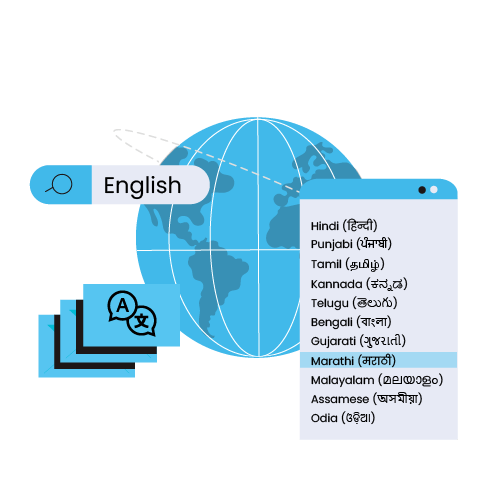 English
Hindi (हिन्दी)
Punjabi (ਪੰਜਾਬੀ)
Tamil (தமிழ்)
Kannada (ಕನ್ನಡ)
Telugu (తెలుగు)
Bengali (বাংলা)
Gujarati (ગુજરાતી)
Marathi (मराठी)
Malayalam (മലയാളം)
Assamese (অসমীয়া)
Odia (ଓଡ଼ିଆ)
A
文